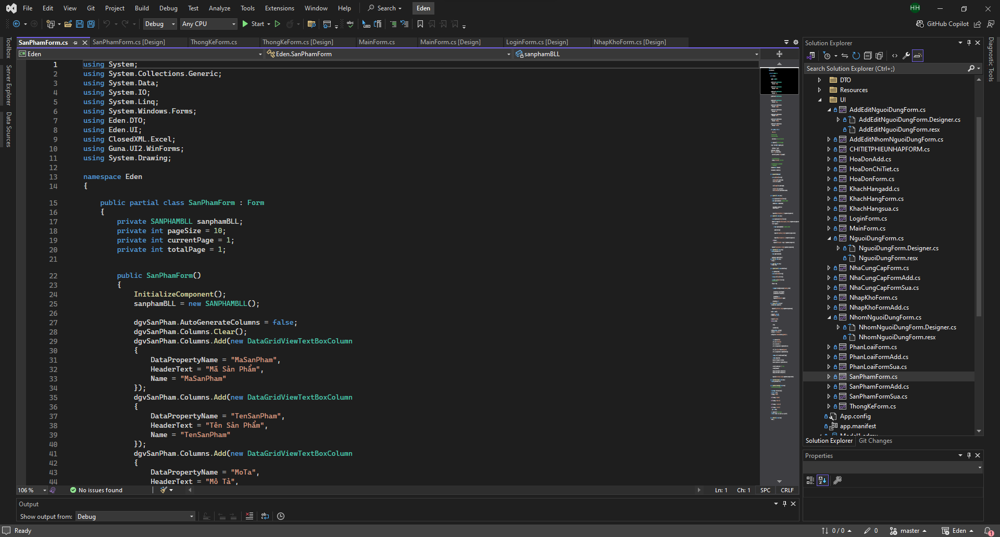 File Edit View Git Project Build Debug Test Analyze Tools Extensions Window Help Search Eden HH
Debug Any CPU Start GitHub Copilot
SanPhamForm.cs SanPhamForm.cs [Design] ThongKeForm.cs ThongKeForm.cs [Design] MainForm.cs MainForm.cs [Design] LoginForm.cs [Design] NhapKhoForm.cs [Design]
Eden Eden.SanPhamForm sanphamBLL
Toolbox
Server Explorer
Data Sources
1 using System;
2 using System.Collections.Generic;
3 using System.Data;
4 using System.IO;
5 using System.Linq;
6 using System.Windows.Forms;
7 using Eden.DTO;
8 using Eden.UI;
9 using ClosedXML.Excel;
10 using Guna.UI2.WinForms;
11 using System.Drawing;
12
13 namespace Eden
14 {
15 public partial class SanPhamForm : Form
16 {
17 private SANPHAMBLL sanphamBLL;
18 private int pageSize = 10;
19 private int currentPage = 1;
20 private int totalPage = 1;
21
22 public SanPhamForm()
23 {
24 InitializeComponent();
25 sanphamBLL = new SANPHAMBLL();
26
27 dgvSanPham.AutoGenerateColumns = false;
28 dgvSanPham.Columns.Clear();
29 dgvSanPham.Columns.Add(new DataGridViewTextBoxColumn
30 {
31 DataPropertyName = "MaSanPham",
32 HeaderText = "Mã Sản Phẩm",
33 Name = "MaSanPham"
34 });
35 dgvSanPham.Columns.Add(new DataGridViewTextBoxColumn
36 {
37 DataPropertyName = "TenSanPham",
38 HeaderText = "Tên Sản Phẩm",
39 Name = "TenSanPham"
40 });
41 dgvSanPham.Columns.Add(new DataGridViewTextBoxColumn
42 {
43 DataPropertyName = "MoTa",
44 HeaderText = "Mô Tả",
106 % No issues found Ln: 1 Ch: 1 SPC CRLF
Output
Show output from: Debug
Solution Explorer
Search Solution Explorer (Ctrl+;)
DTO
Resources
UI
AddEditNguoiDungForm.cs
AddEditNguoiDungForm.Designer.cs
AddEditNguoiDungForm.resx
AddEditNhomNguoiDungForm.cs
CHITIETPHIEUNHAPFORM.cs
HoaDonAdd.cs
HoaDonChiTiet.cs
HoaDonForm.cs
KhachHangadd.cs
KhachHangForm.cs
KhachHangsua.cs
LoginForm.cs
MainForm.cs
NguoiDungForm.cs
NguoiDungForm.Designer.cs
NguoiDungForm.resx
NhaCungCapForm.cs
NhaCungCapFormAdd.cs
NhaCungCapFormSua.cs
NhapKhoForm.cs
NhapKhoFormAdd.cs
NhomNguoiDungForm.cs
NhomNguoiDungForm.Designer.cs
NhomNguoiDungForm.resx
PhanLoaiForm.cs
PhanLoaiFormAdd.cs
PhanLoaiFormSua.cs
SanPhamForm.cs
SanPhamFormAdd.cs
SanPhamFormSua.cs
ThongKeForm.cs
App.config
app.manifest
Solution Explorer Git Changes
Properties
Diagnostic Tools
Ready 0 / 0 0 master Eden 1